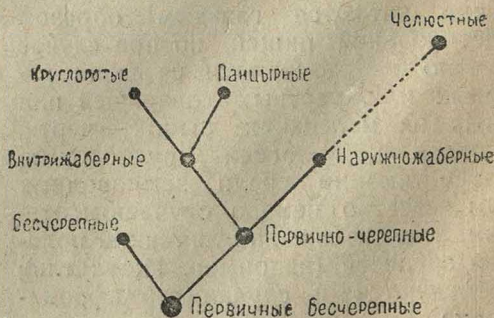 Челюстные
Круглоротые
Панцырные
Внутрижаберные
Наружножаберные
Бесчерепные
Первично-черепные
Первичные бесчерепные